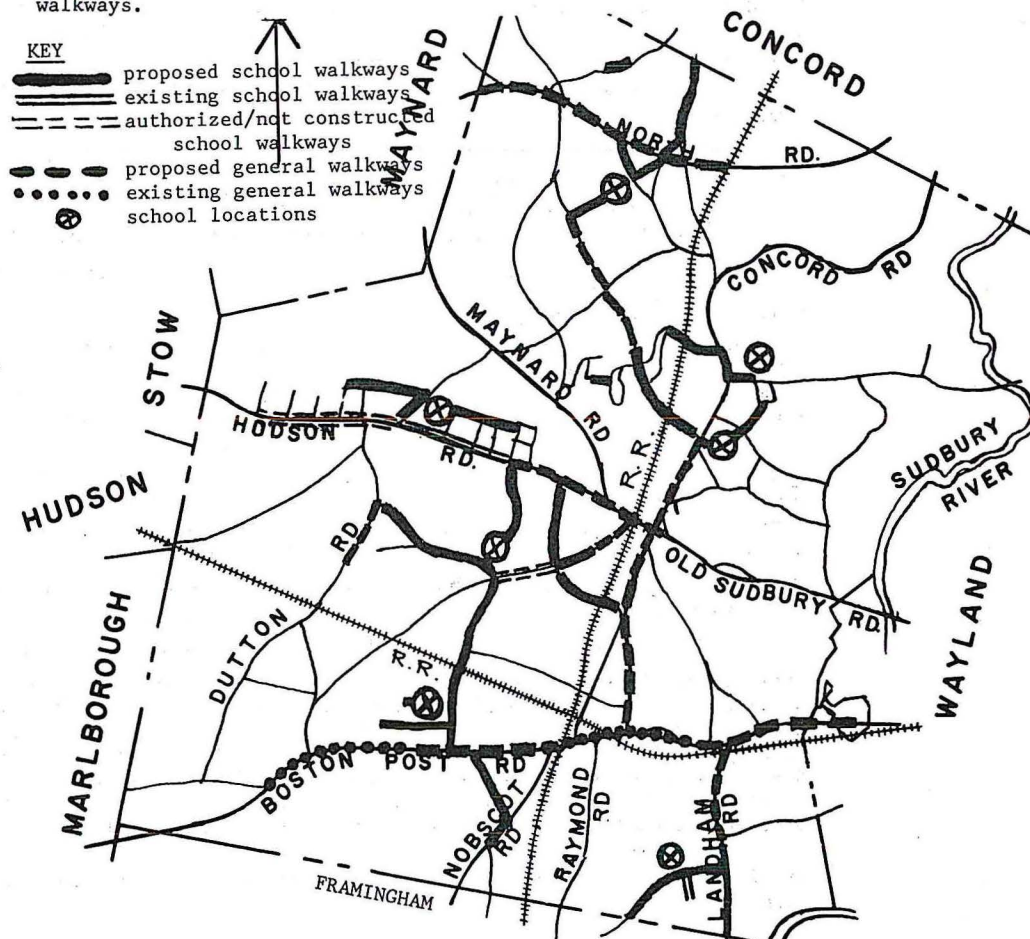 walkways.
KEY
proposed school walkways
existing school walkways
authorized/not constructed
school walkways
proposed general walkways
existing general walkways
school locations
MAYNARD
CONCORD
NORTH
RD.
CONCORD RD
STOW
MAYNARD RD
HUDSON RD.
HUDSON
R.R.
SUDBURY
RIVER
RD
DUTTON
OLD SUDBURY RD.
WAYLAND
MARLBOROUGH
R.R.
BOSTON POST RD
NOBSCOT
RD
RAYMOND
RD
LANDHAM
RD
FRAMINGHAM